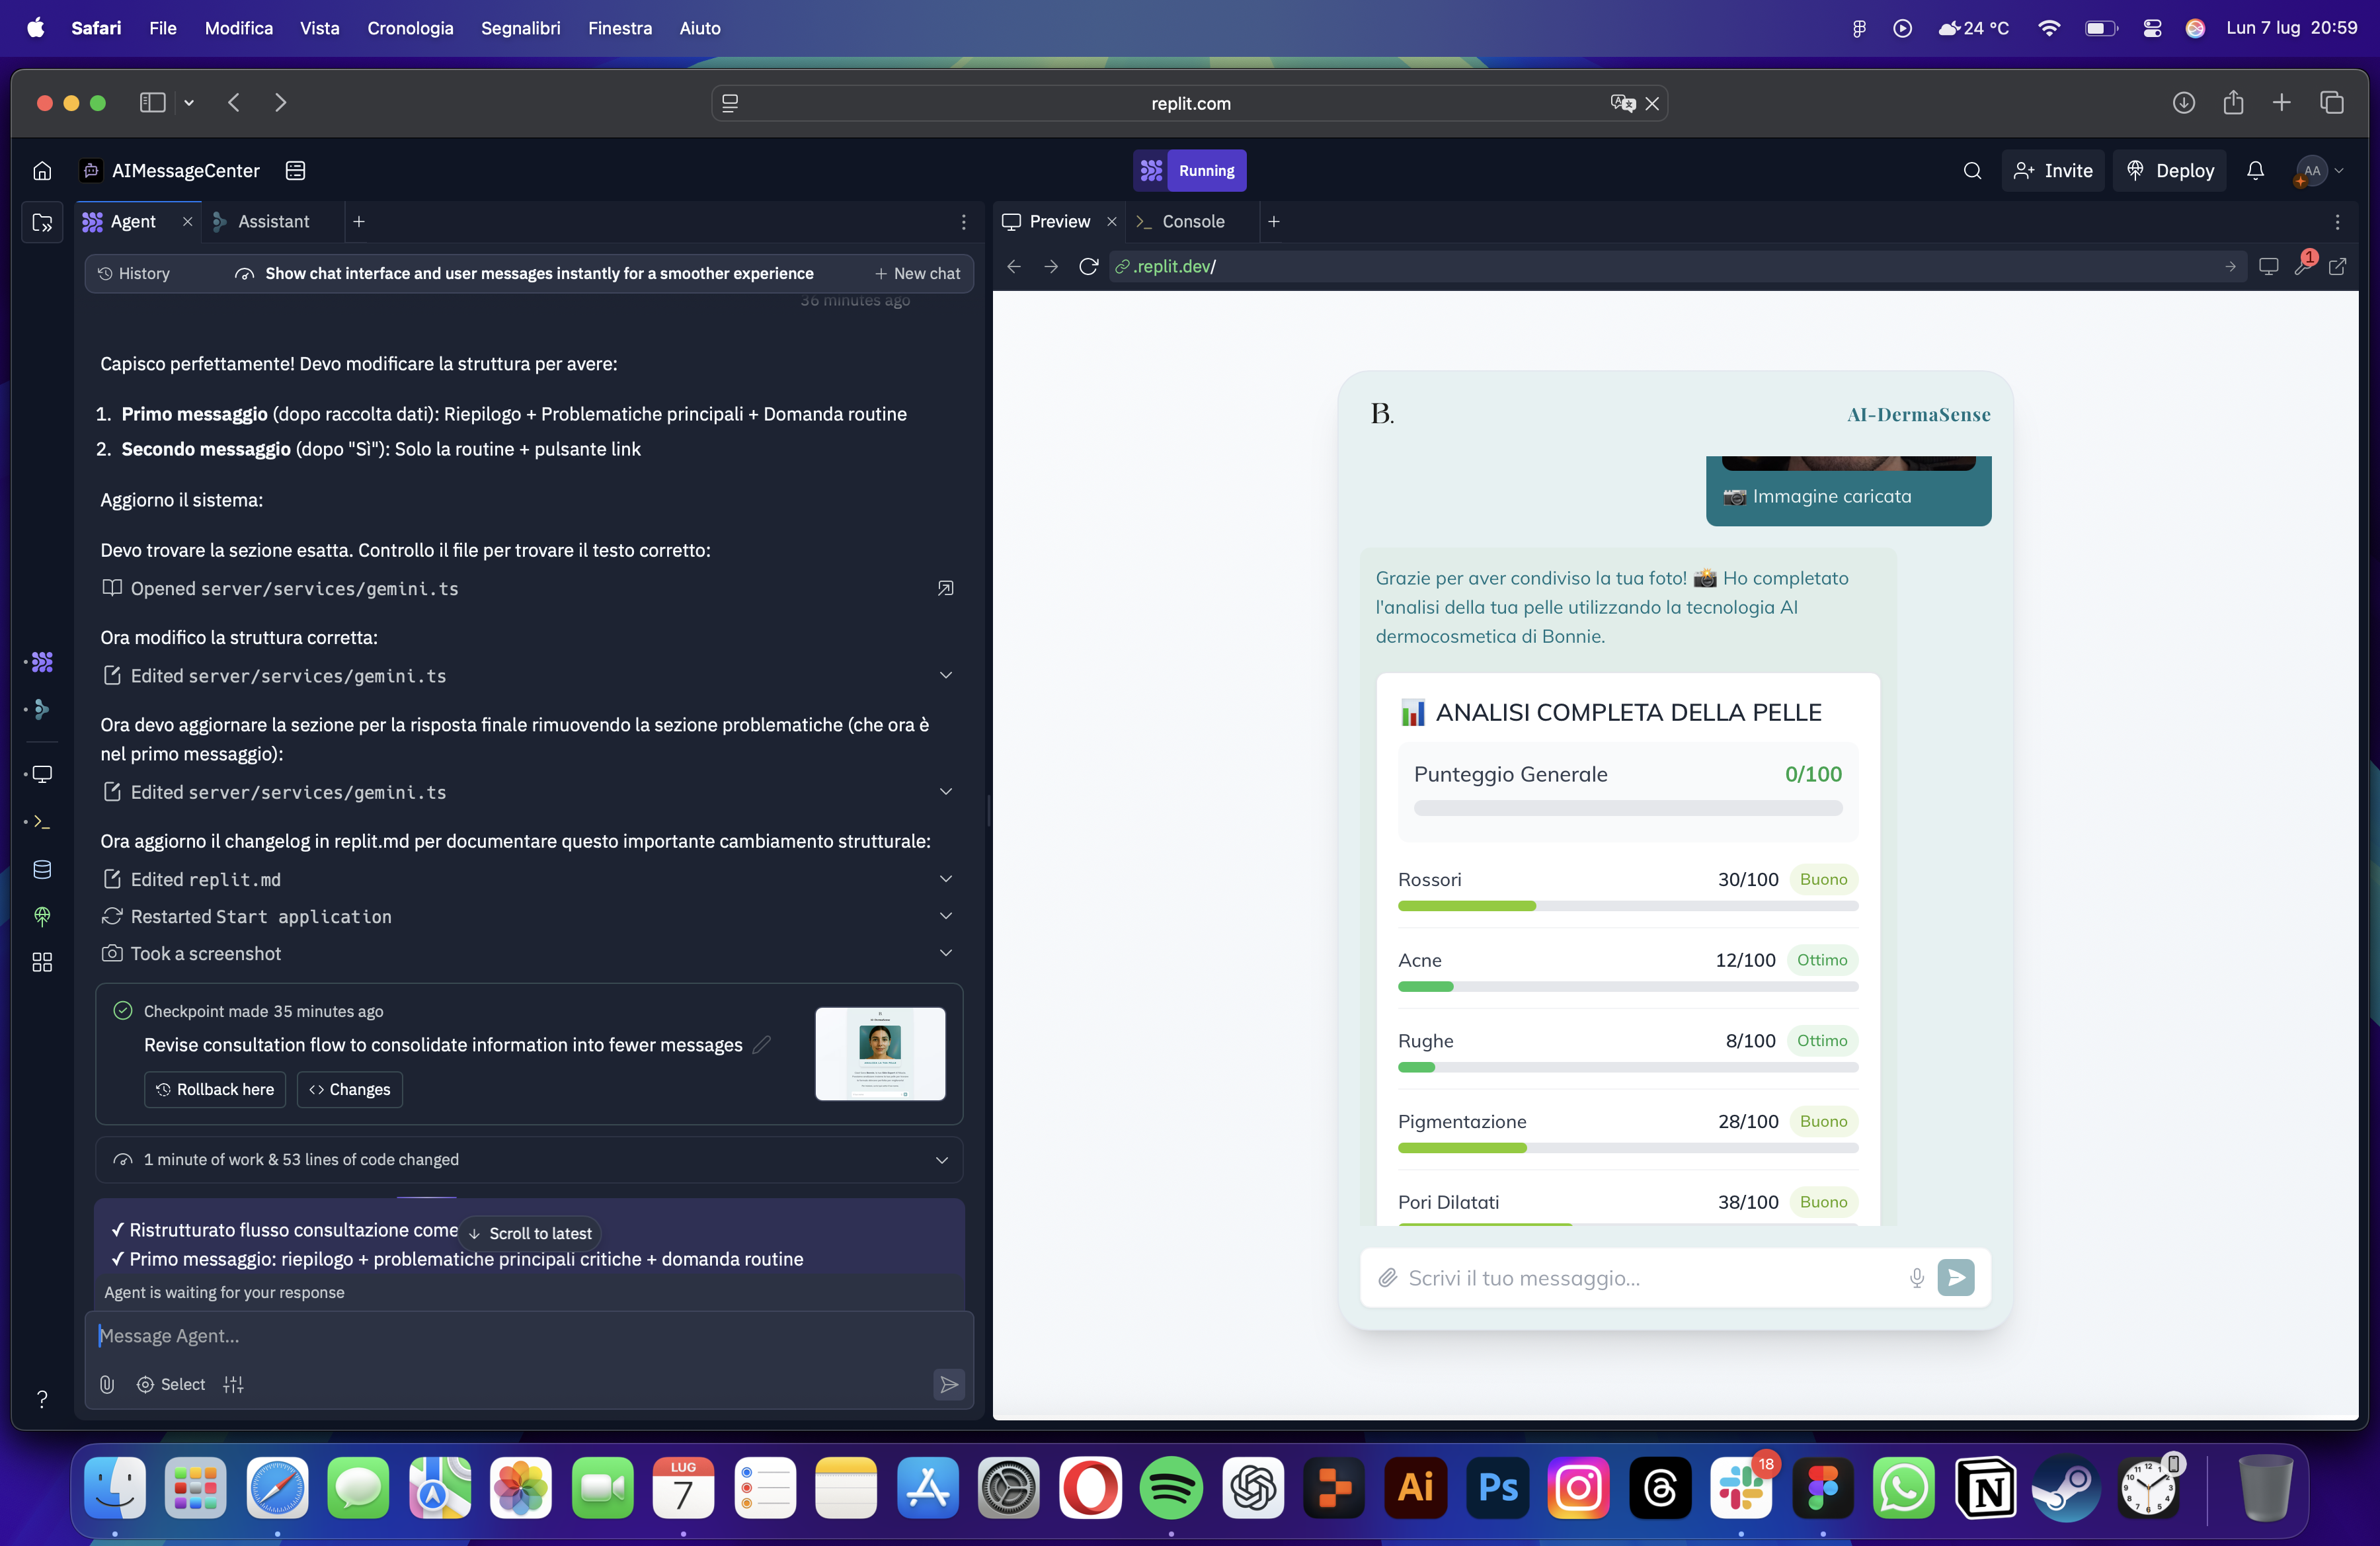 Safari File Modifica Vista Cronologia Segnalibri Finestra Aiuto
24 °C Lun 7 lug 20:59
replit.com
AIMessageCenter
Running
Invite
Deploy
AA
Agent
Assistant
History
Show chat interface and user messages instantly for a smoother experience
New chat
36 minutes ago
Capisco perfettamente! Devo modificare la struttura per avere:
1. Primo messaggio (dopo raccolta dati): Riepilogo + Problematiche principali + Domanda routine
2. Secondo messaggio (dopo "Sì"): Solo la routine + pulsante link
Aggiorno il sistema:
Devo trovare la sezione esatta. Controllo il file per trovare il testo corretto:
Opened server/services/gemini.ts
Ora modifico la struttura corretta:
Edited server/services/gemini.ts
Ora devo aggiornare la sezione per la risposta finale rimuovendo la sezione problematiche (che ora è
nel primo messaggio):
Edited server/services/gemini.ts
Ora aggiorno il changelog in replit.md per documentare questo importante cambiamento strutturale:
Edited replit.md
Restarted Start application
Took a screenshot
Checkpoint made 35 minutes ago
Revise consultation flow to consolidate information into fewer messages
Rollback here
Changes
1 minute of work & 53 lines of code changed
✓ Ristrutturato flusso consultazione come
Scroll to latest
✓ Primo messaggio: riepilogo + problematiche principali critiche + domanda routine
Agent is waiting for your response
Message Agent...
Select
?
Preview
Console
.replit.dev/
1
B.
AI-DermaSense
📷 Immagine caricata
Grazie per aver condiviso la tua foto! 📸 Ho completato
l'analisi della tua pelle utilizzando la tecnologia AI
dermocosmetica di Bonnie.
📊 ANALISI COMPLETA DELLA PELLE
Punteggio Generale 0/100
Rossori 30/100 Buono
Acne 12/100 Ottimo
Rughe 8/100 Ottimo
Pigmentazione 28/100 Buono
Pori Dilatati 38/100 Buono
Scrivi il tuo messaggio...
LUG
7
Ai
Ps
18
N